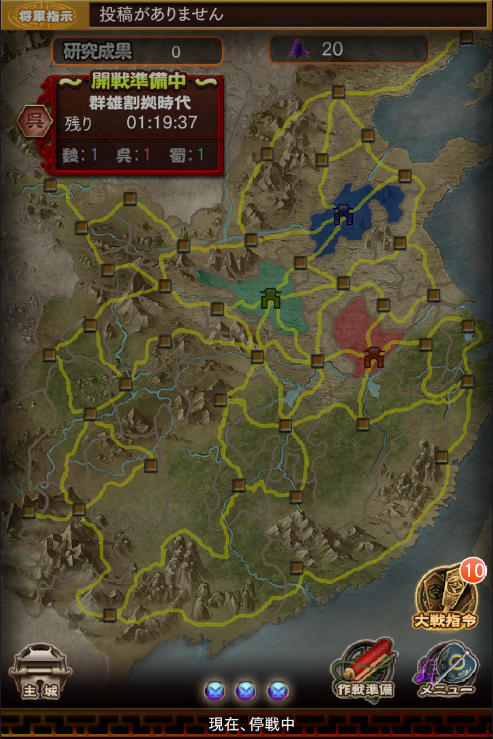 将軍指示 投稿がありません
研究成果 0 20
開戦準備中
群雄割拠時代
呉
残り 01:19:37
魏:1 呉:1 蜀:1
10
大戦指令
主城
作戦準備
メニュー
現在、停戦中